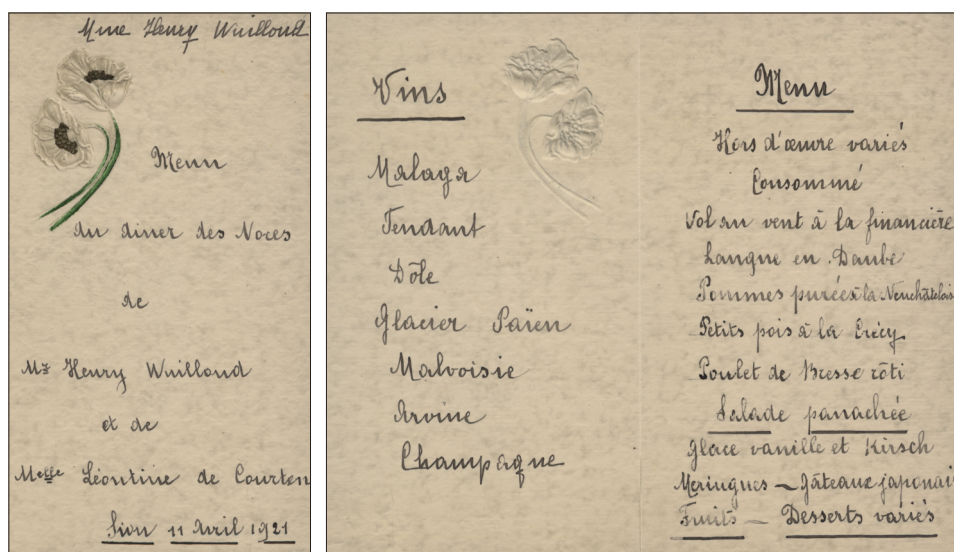 Mme Henry Wuilloud
Menu
du diner des Noces
de
Mr Henry Wuilloud
et de
Melle Léontine de Courten
Sion 11 Avril 1921
Vins
Malaga
Fendant
Dôle
Glacier Païen
Malvoisie
Arvine
Champagne
Menu
Hors d'œuvre variés
Consommé
Vol au vent à la financière
Langue en Daube
Pommes purées à la Neuchâtelois
Petits pois à la Crécy
Poulet de Bresse rôti
Salade panachée
Glace vanille et Kirsch
Meringues – Gâteaux japonais
Fruits – Desserts variés